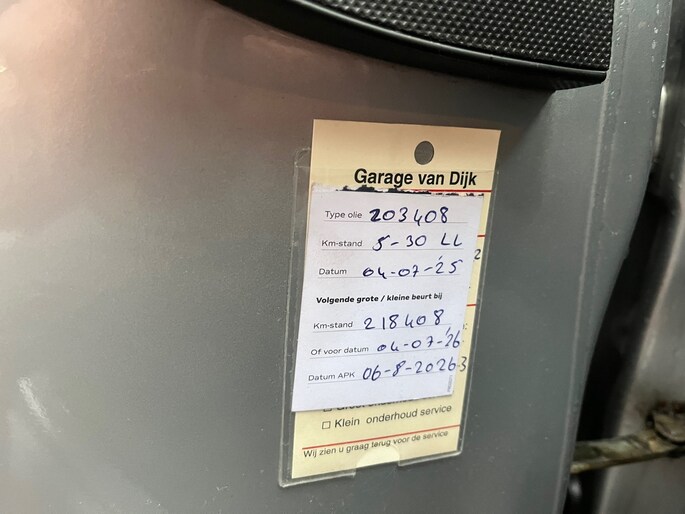 Garage van Dijk
Type olie 203408
Km-stand 5-30 LL
Datum 04-07-'25
Volgende grote / kleine beurt bij
Km-stand 218408
Of voor datum 04-07-'26
Datum APK 06-8-2026
Klein onderhoud service
Wij zien u graag terug voor de service